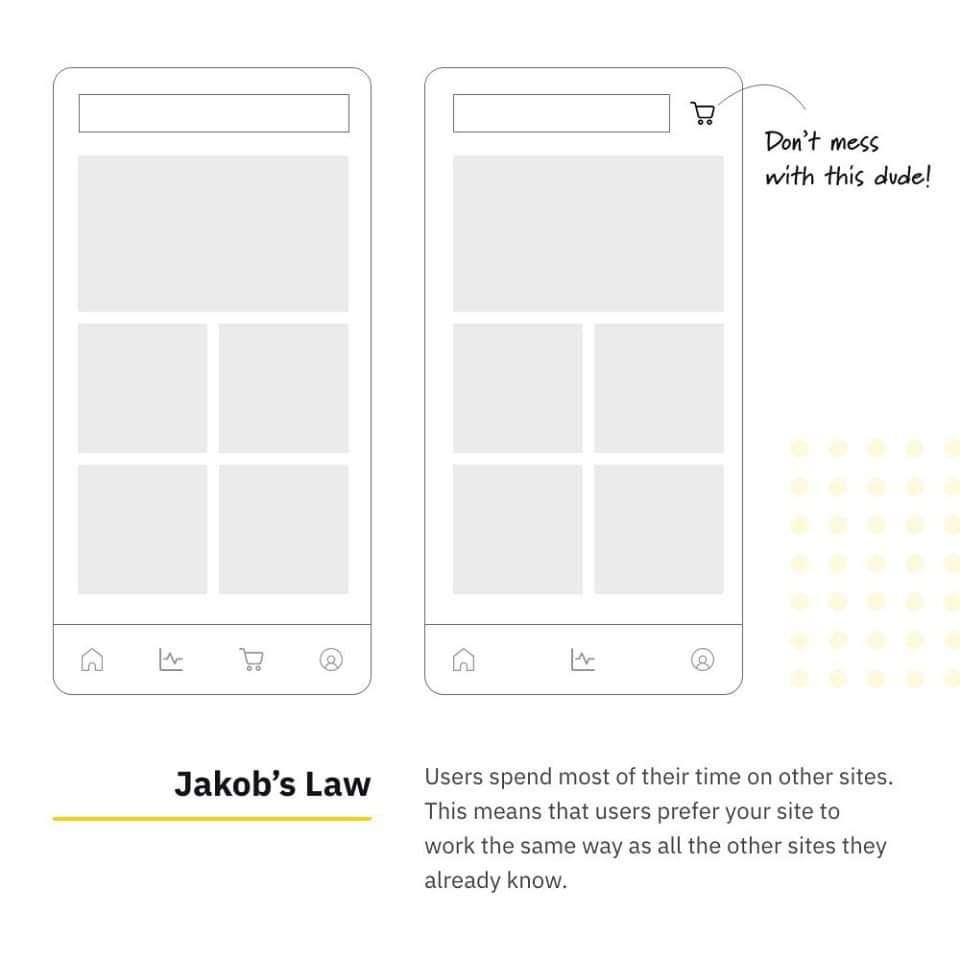 Don't mess
with this dude!
Jakob's Law
Users spend most of their time on other sites.
This means that users prefer your site to
work the same way as all the other sites they
already know.